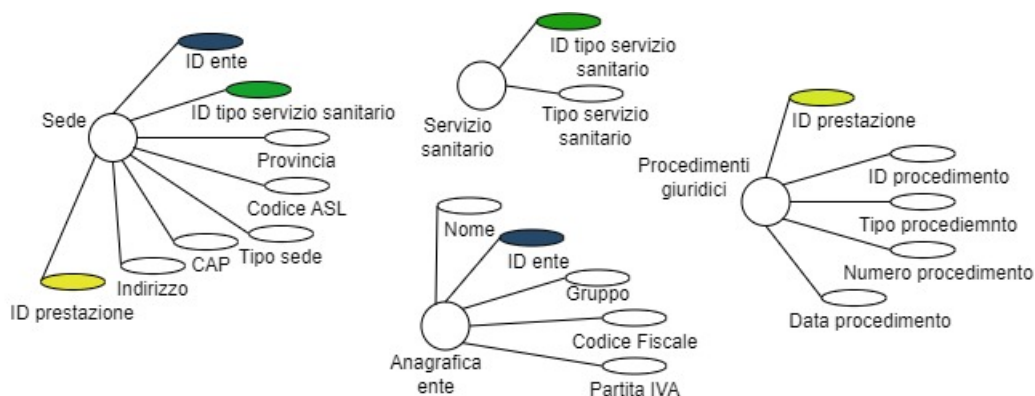 Sede
ID ente
ID tipo servizio sanitario
Provincia
Codice ASL
Tipo sede
CAP
Indirizzo
ID prestazione
Servizio
sanitario
ID tipo servizio
sanitario
Tipo servizio
sanitario
Anagrafica
ente
Nome
ID ente
Gruppo
Codice Fiscale
Partita IVA
Procedimenti
giuridici
ID prestazione
ID procedimento
Tipo procediemnto
Numero procedimento
Data procedimento